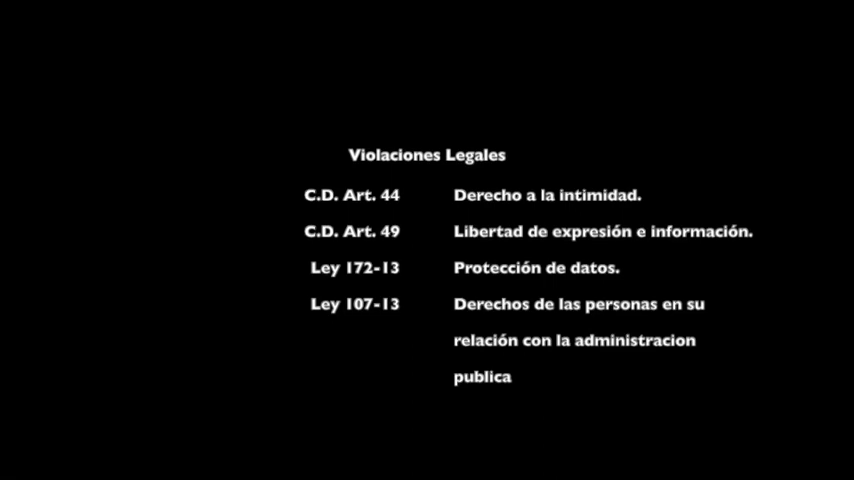 Violaciones Legales
C.D. Art. 44 Derecho a la intimidad.
C.D. Art. 49 Libertad de expresión e información.
Ley 172-13 Protección de datos.
Ley 107-13 Derechos de las personas en su
relación con la administracion
publica